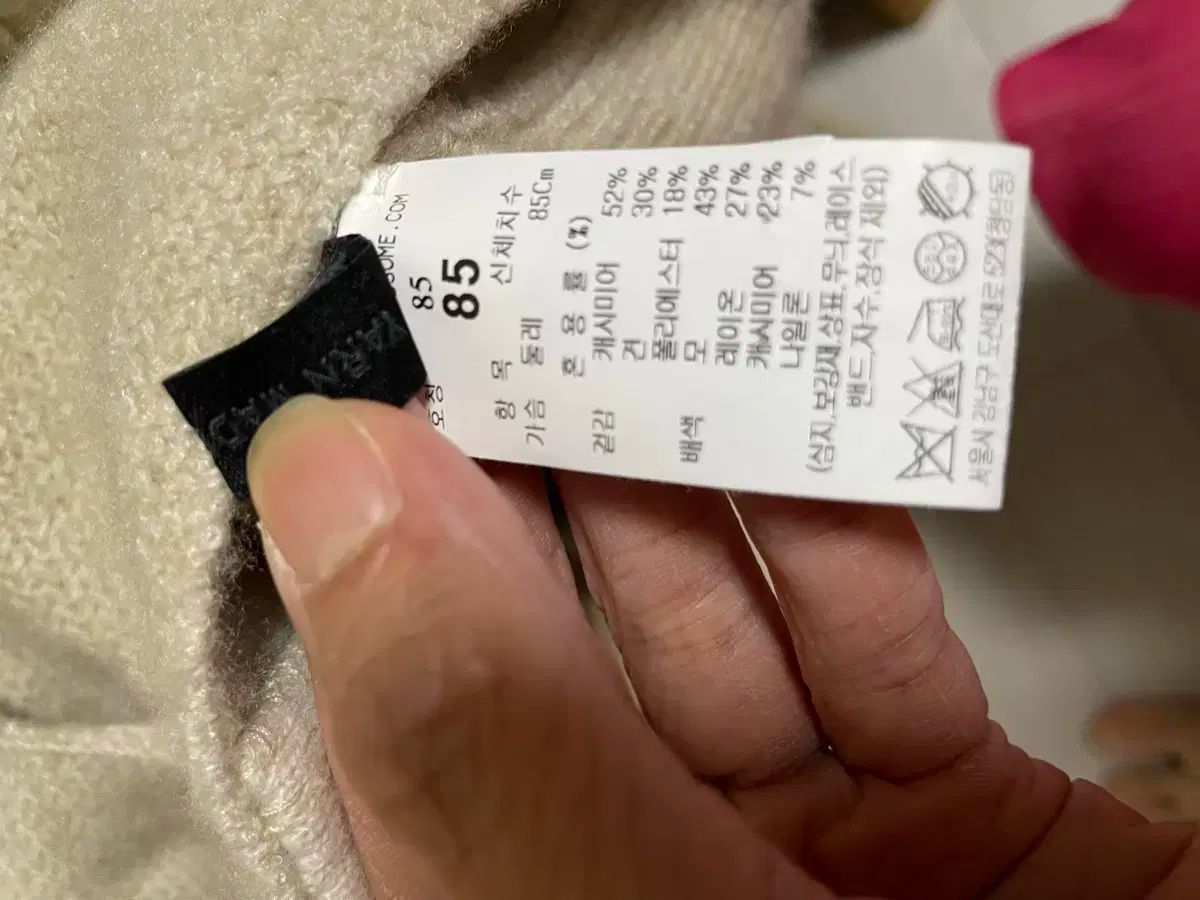 OME.COM
호칭 85
85
항 목 신체치수
가슴 둘레 85Cm
혼 용 률 (%)
겉감 캐시미어 52%
견 30%
폴리에스터 18%
배색 모 43%
레이온 27%
캐시미어 23%
나일론 7%
(심지,보강재,상표,무늬,레이스
밴드,자수,장식 제외)
서울시 강남구 도산대로